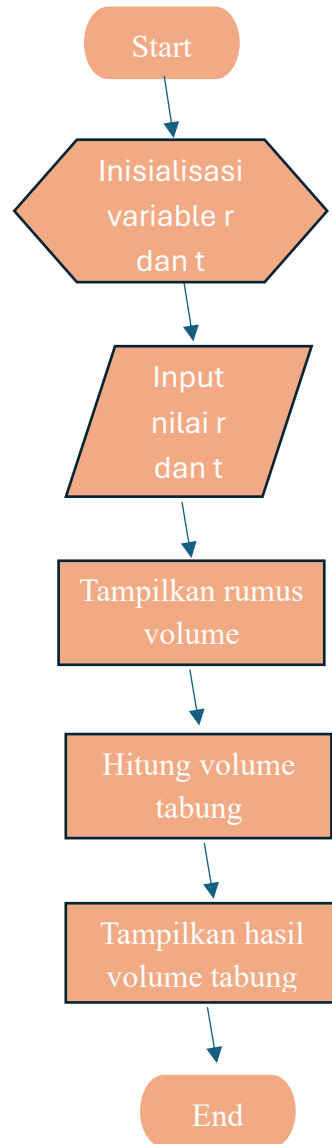 Start
Inisialisasi
variable r
dan t
Input
nilai r
dan t
Tampilkan rumus
volume
Hitung volume
tabung
Tampilkan hasil
volume tabung
End